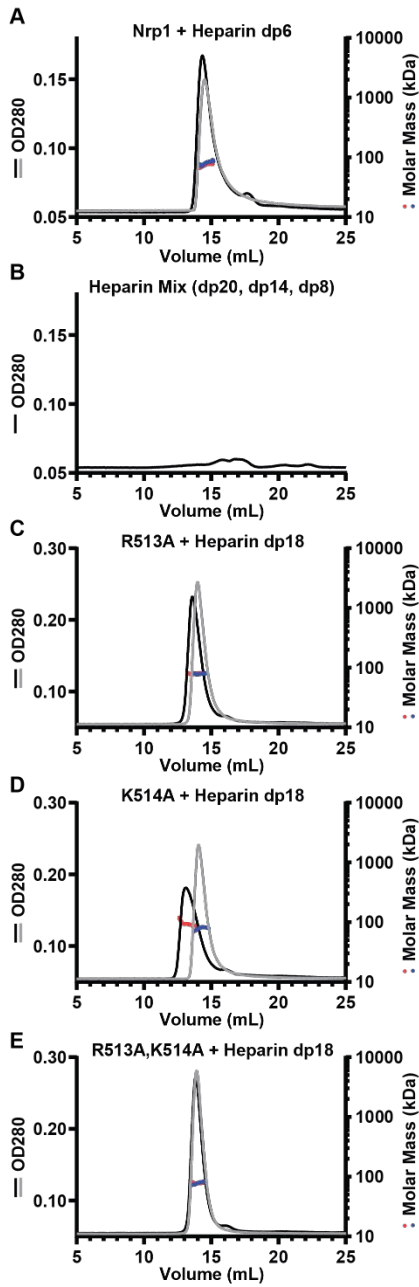 A
Nrp1 + Heparin dp6
0.15
0.10
0.05
OD280
10000
1000
100
10
Molar Mass (kDa)
5 10 15 20 25
Volume (mL)
B
Heparin Mix (dp20, dp14, dp8)
0.15
0.10
0.05
OD280
5 10 15 20 25
Volume (mL)
C
R513A + Heparin dp18
0.30
0.20
0.10
OD280
10000
1000
100
10
Molar Mass (kDa)
5 10 15 20 25
Volume (mL)
D
K514A + Heparin dp18
0.30
0.20
0.10
OD280
10000
1000
100
10
Molar Mass (kDa)
5 10 15 20 25
Volume (mL)
E
R513A,K514A + Heparin dp18
0.30
0.20
0.10
OD280
10000
1000
100
10
Molar Mass (kDa)
5 10 15 20 25
Volume (mL)